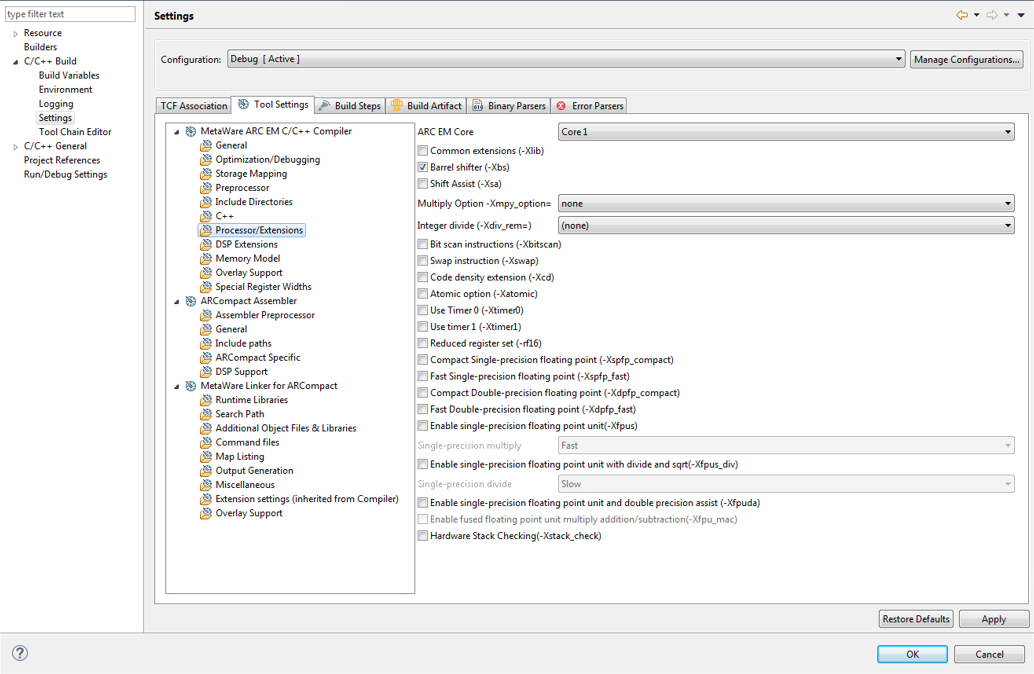 type filter text
Resource
Builders
C/C++ Build
Build Variables
Environment
Logging
Settings
Tool Chain Editor
C/C++ General
Project References
Run/Debug Settings
Settings
Configuration: Debug [ Active ] Manage Configurations...
TCF Association Tool Settings Build Steps Build Artifact Binary Parsers Error Parsers
MetaWare ARC EM C/C++ Compiler
General
Optimization/Debugging
Storage Mapping
Preprocessor
Include Directories
C++
Processor/Extensions
DSP Extensions
Memory Model
Overlay Support
Special Register Widths
ARCompact Assembler
Assembler Preprocessor
General
Include paths
ARCompact Specific
DSP Support
MetaWare Linker for ARCompact
Runtime Libraries
Search Path
Additional Object Files & Libraries
Command files
Map Listing
Output Generation
Miscellaneous
Extension settings (inherited from Compiler)
Overlay Support
ARC EM Core Core 1
Common extensions (-Xlib)
Barrel shifter (-Xbs)
Shift Assist (-Xsa)
Multiply Option -Xmpy_option= none
Integer divide (-Xdiv_rem=) (none)
Bit scan instructions (-Xbitscan)
Swap instruction (-Xswap)
Code density extension (-Xcd)
Atomic option (-Xatomic)
Use Timer 0 (-Xtimer0)
Use timer 1 (-Xtimer1)
Reduced register set (-rf16)
Compact Single-precision floating point (-Xspfp_compact)
Fast Single-precision floating point (-Xspfp_fast)
Compact Double-precision floating point (-Xdpfp_compact)
Fast Double-precision floating point (-Xdpfp_fast)
Enable single-precision floating point unit(-Xfpus)
Single-precision multiply Fast
Enable single-precision floating point unit with divide and sqrt(-Xfpus_div)
Single-precision divide Slow
Enable single-precision floating point unit and double precision assist (-Xfpuda)
Enable fused floating point unit multiply addition/subtraction(-Xfpu_mac)
Hardware Stack Checking(-Xstack_check)
Restore Defaults Apply
? OK Cancel